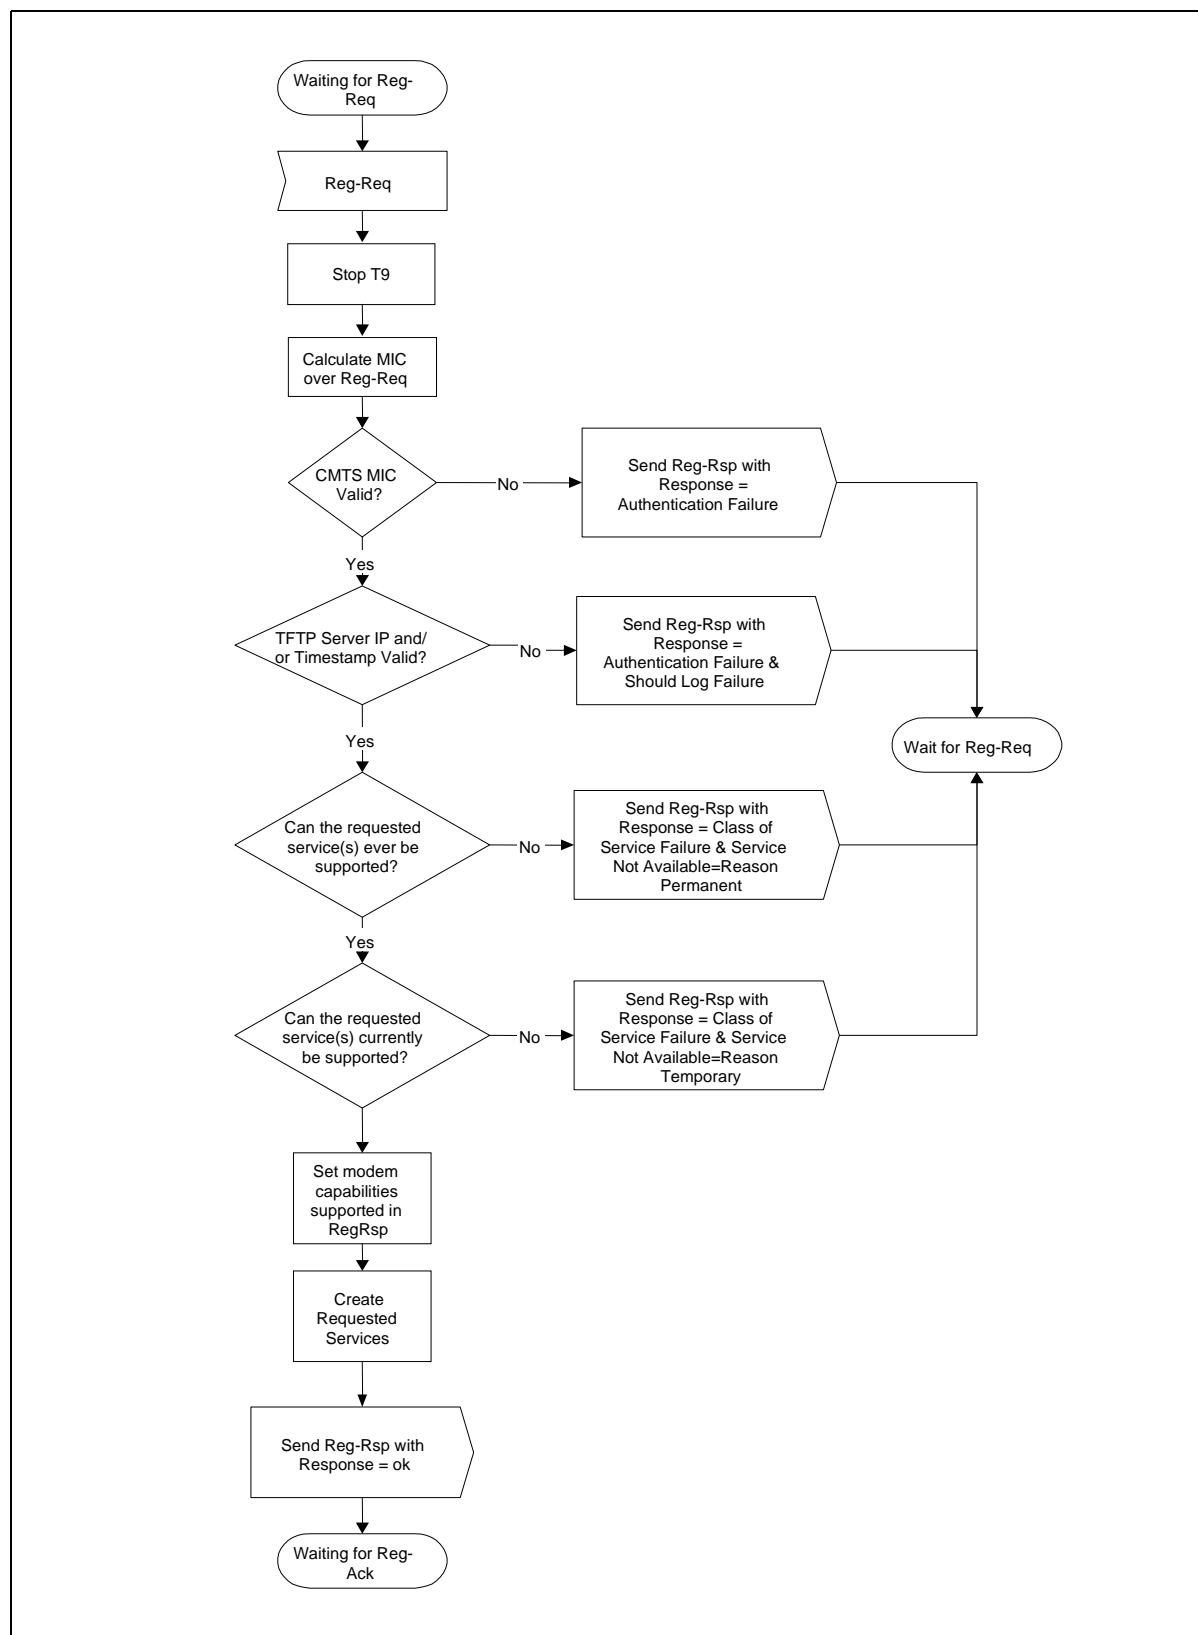 Waiting for Reg-
Req
Reg-Req
Stop T9
Calculate MIC
over Reg-Req
CMTS MIC
Valid?
No
Send Reg-Rsp with
Response =
Authentication Failure
Yes
TFTP Server IP and/
or Timestamp Valid?
No
Send Reg-Rsp with
Response =
Authentication Failure &
Should Log Failure
Wait for Reg-Req
Yes
Can the requested
service(s) ever be
supported?
No
Send Reg-Rsp with
Response = Class of
Service Failure & Service
Not Available=Reason
Permanent
Yes
Can the requested
service(s) currently
be supported?
No
Send Reg-Rsp with
Response = Class of
Service Failure & Service
Not Available=Reason
Temporary
Set modem
capabilities
supported in
RegRsp
Create
Requested
Services
Send Reg-Rsp with
Response = ok
Waiting for Reg-
Ack